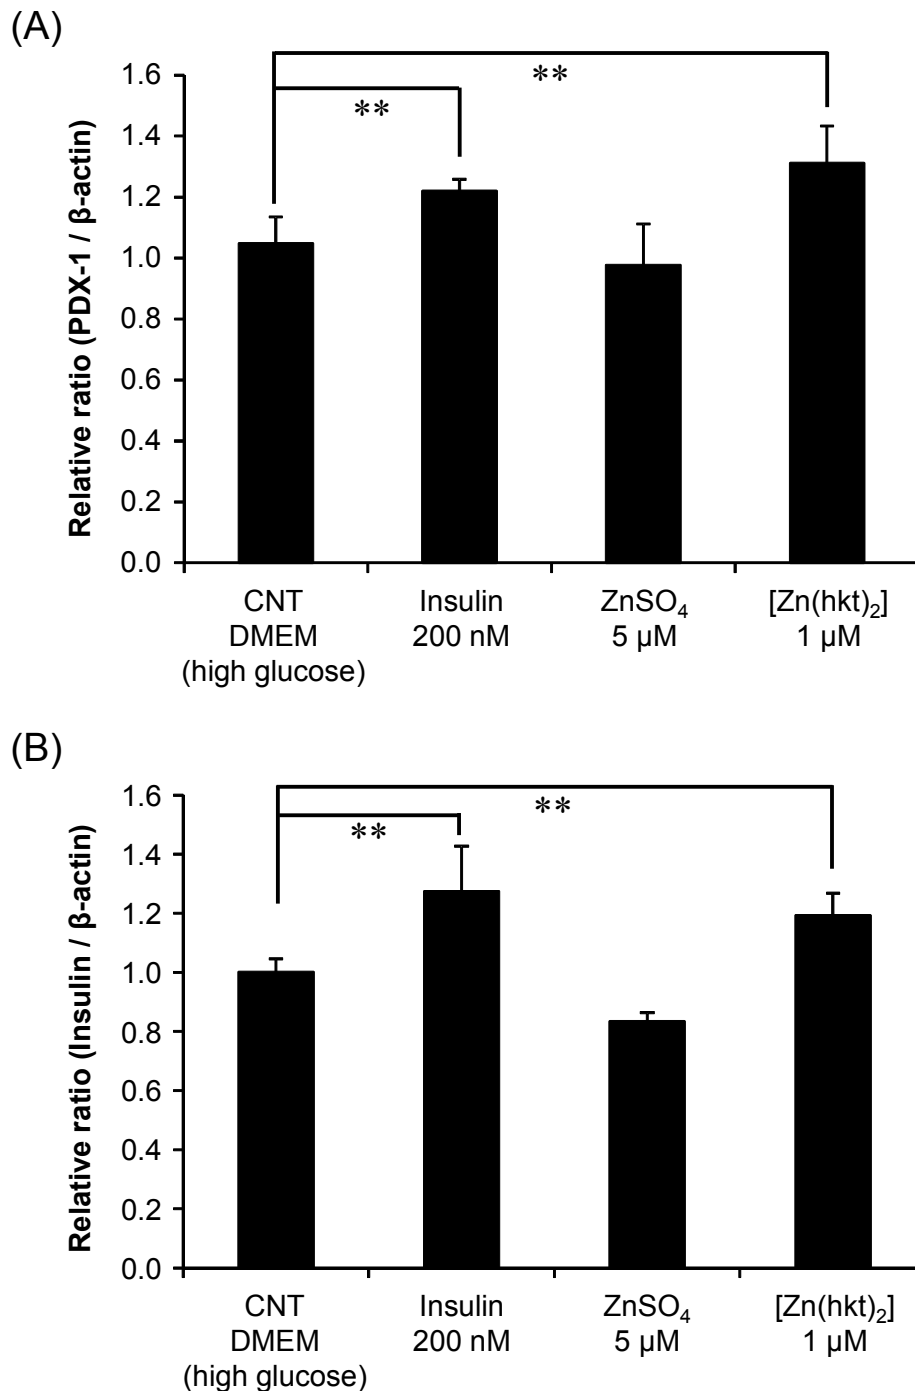 (A)
Relative ratio (PDX-1 / β-actin)
1.6
1.4
1.2
1.0
0.8
0.6
0.4
0.2
0.0
**
**
CNT
DMEM
(high glucose)
Insulin
200 nM
ZnSO₄
5 µM
[Zn(hkt)₂]
1 µM
(B)
Relative ratio (Insulin / β-actin)
1.6
1.4
1.2
1.0
0.8
0.6
0.4
0.2
0.0
**
**
CNT
DMEM
(high glucose)
Insulin
200 nM
ZnSO₄
5 µM
[Zn(hkt)₂]
1 µM